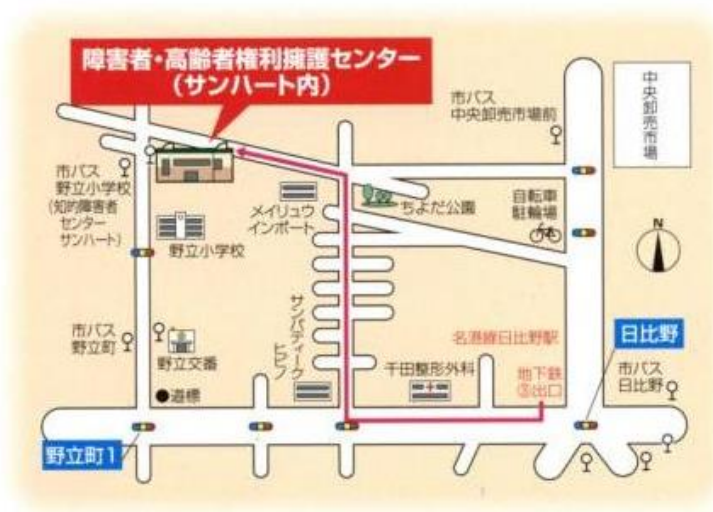 障害者・高齢者権利擁護センター
（サンハート内）
市バス
中央卸売市場前
中央卸売市場
市バス
野立小学校
（知的障害者
センター
サンハート）
メイリュウ
インポート
ちよだ公園
自転車
駐輪場
N
野立小学校
市バス
野立町
野立交番
サンパティーク
ヒビノ
名港線日比野駅
日比野
千田整形外科
地下鉄
③出口
市バス
日比野
●道標
野立町1